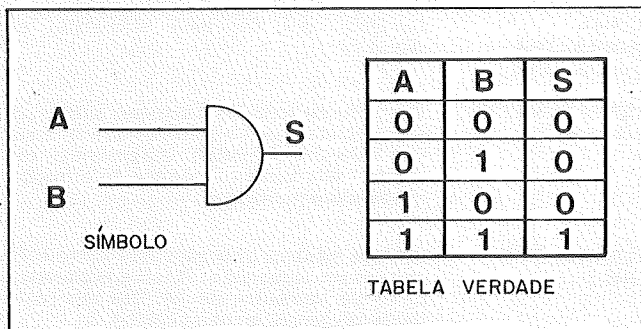 A
B
S
SÍMBOLO
A B S
0 0 0
0 1 0
1 0 0
1 1 1
TABELA VERDADE